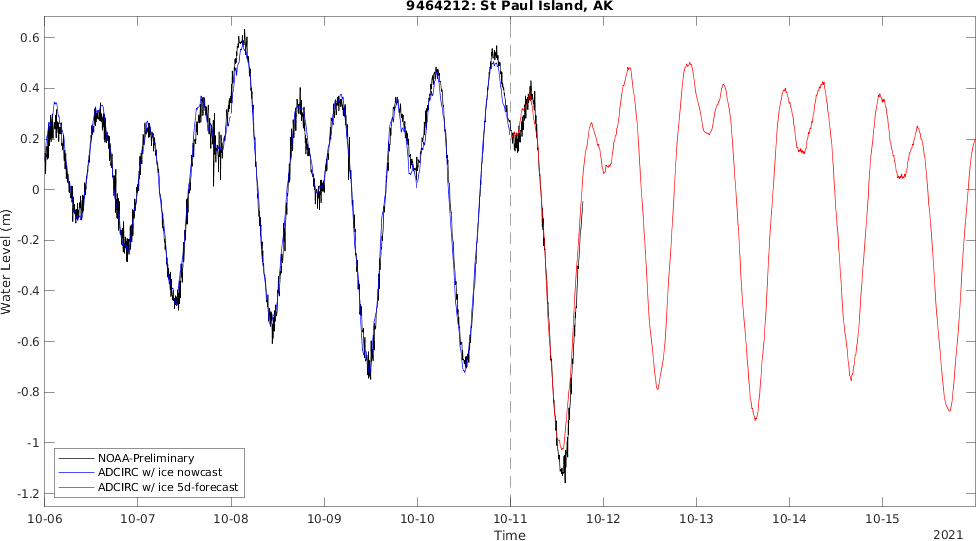 9464212: St Paul Island, AK
0.6
0.4
0.2
0
-0.2
-0.4
-0.6
-0.8
-1
-1.2
Water Level (m)
NOAA-Preliminary
ADCIRC w/ ice nowcast
ADCIRC w/ ice 5d-forecast
10-06 10-07 10-08 10-09 10-10 10-11 10-12 10-13 10-14 10-15
Time
2021